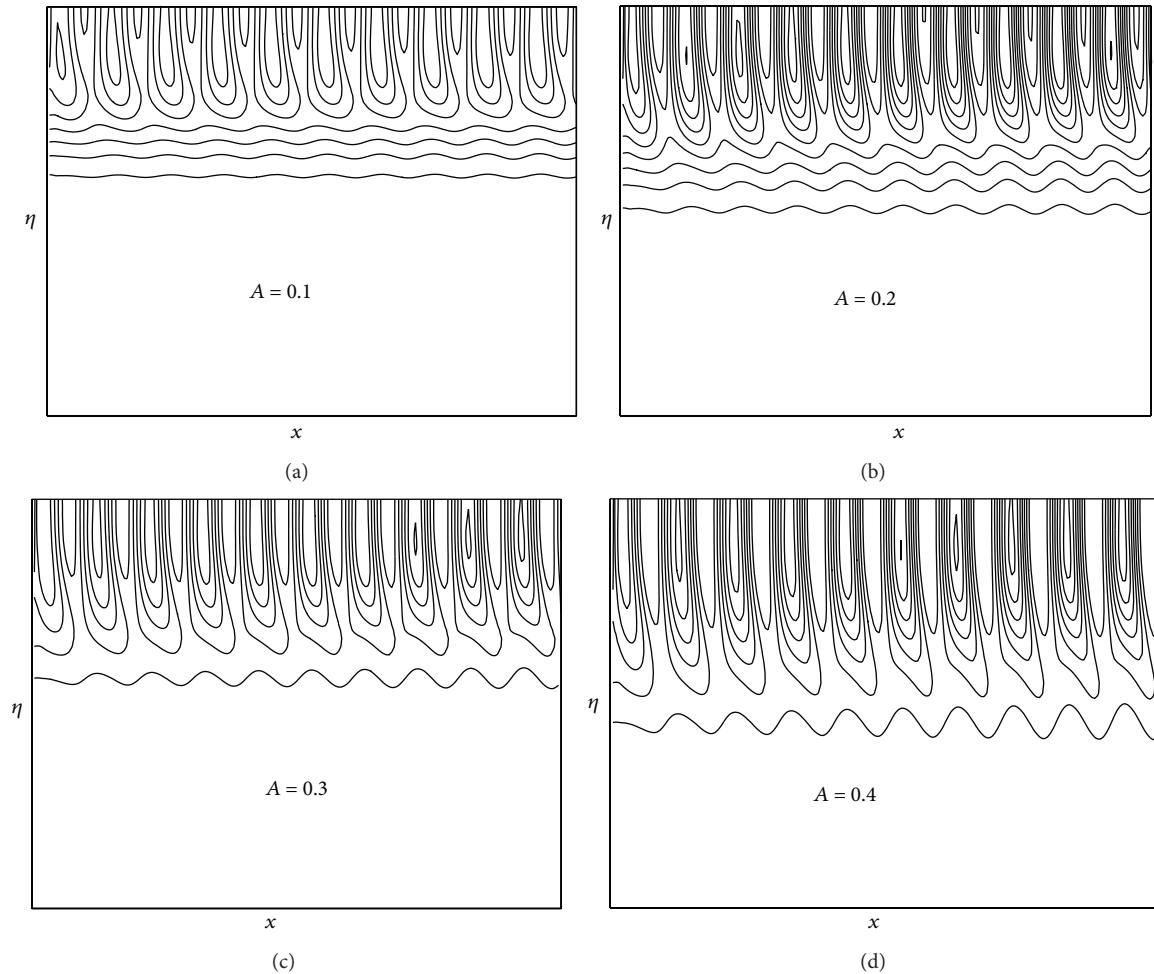 η
A = 0.1
x
(a)
η
A = 0.2
x
(b)
η
A = 0.3
x
(c)
η
A = 0.4
x
(d)